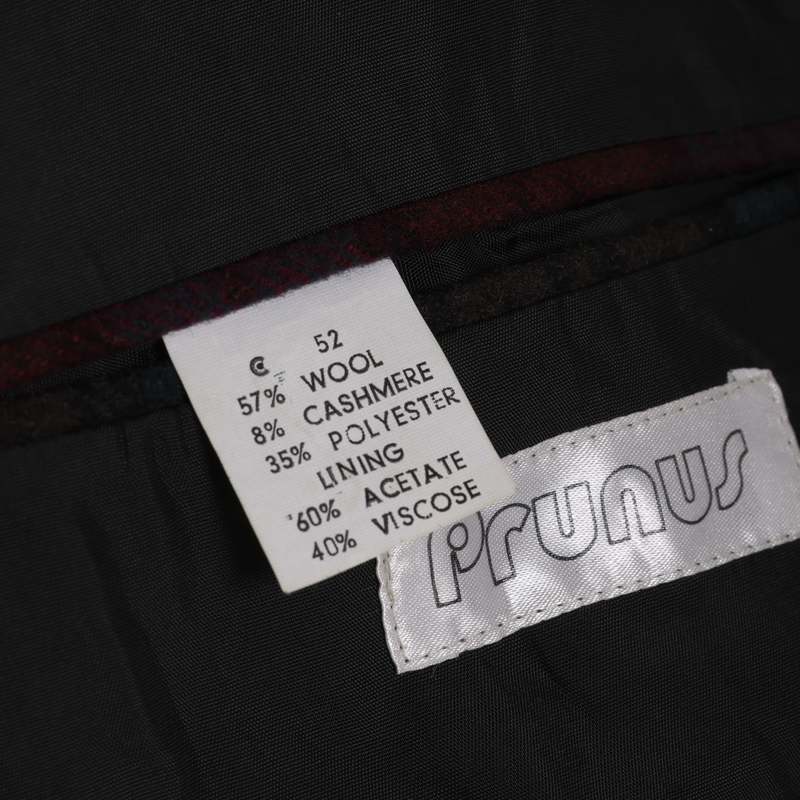 C 52
57% WOOL
8% CASHMERE
35% POLYESTER
LINING
60% ACETATE
40% VISCOSE
Prunus